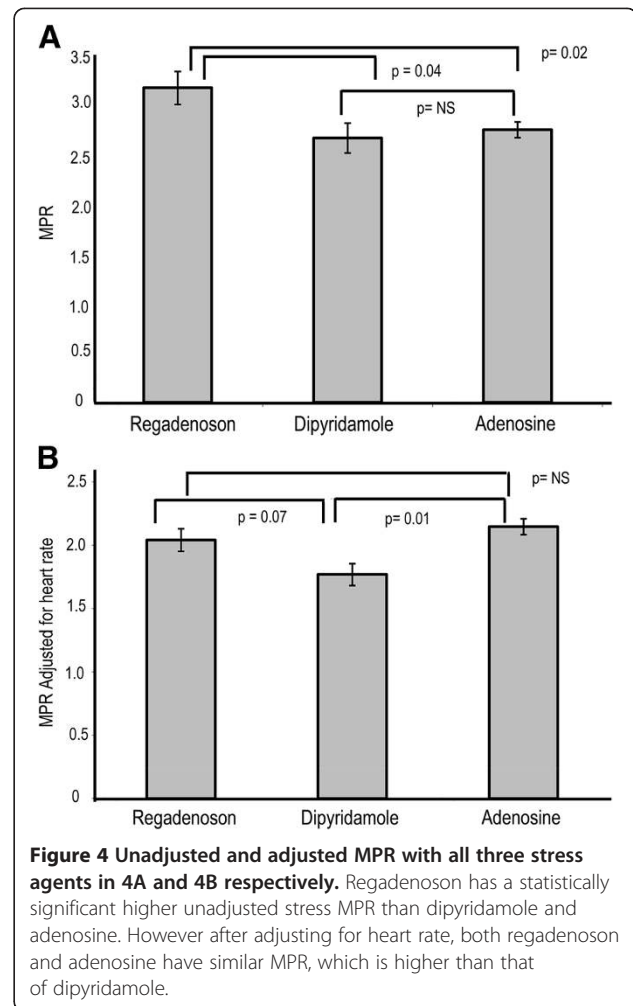 A
3.5
3.0
2.5
2.0
1.5
1.0
0.5
0
MPR
p= 0.02
p = 0.04
p= NS
Regadenoson Dipyridamole Adenosine
B
2.5
2.0
1.5
1.0
0.5
0
MPR Adjusted for heart rate
p= NS
p = 0.07 p= 0.01
Regadenoson Dipyridamole Adenosine
Figure 4 Unadjusted and adjusted MPR with all three stress
agents in 4A and 4B respectively. Regadenoson has a statistically
significant higher unadjusted stress MPR than dipyridamole and
adenosine. However after adjusting for heart rate, both regadenoson
and adenosine have similar MPR, which is higher than that
of dipyridamole.